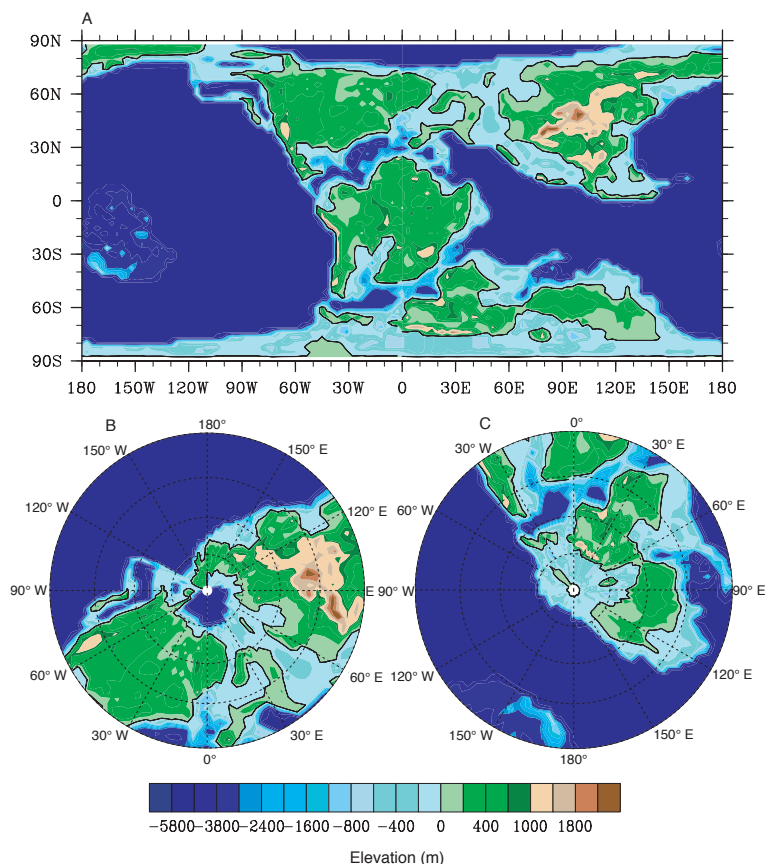 A
90N
60N
30N
0
30S
60S
90S
180 150W 120W 90W 60W 30W 0 30E 60E 90E 120E 150E 180
B
180°
150° W
150° E
120° W
120° E
90° W
E
60° W
60° E
30° W
30° E
0°
C
0°
30° W
30° E
60° W
60° E
90° W
90° E
120° W
120° E
150° W
150° E
180°
−5800 −3800 −2400 −1600 −800 −400 0 400 1000 1800
Elevation (m)